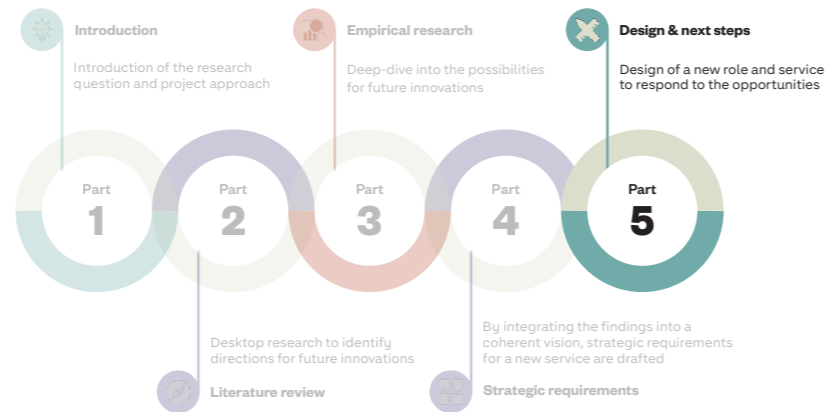 Introduction
Introduction of the research
question and project approach
Empirical research
Deep-dive into the possibilities
for future innovations
Design & next steps
Design of a new role and service
to respond to the opportunities
Part
1
Part
2
Part
3
Part
4
Part
5
Desktop research to identify
directions for future innovations
Literature review
By integrating the findings into a
coherent vision, strategic requirements
for a new service are drafted
Strategic requirements